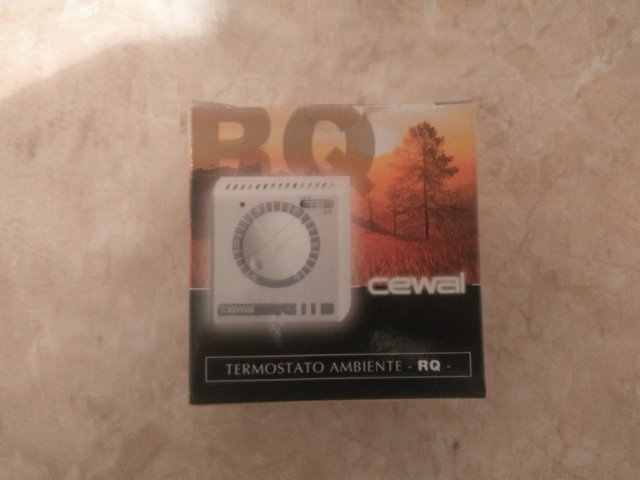 RQ
cewal
cewal
TERMOSTATO AMBIENTE - RQ -